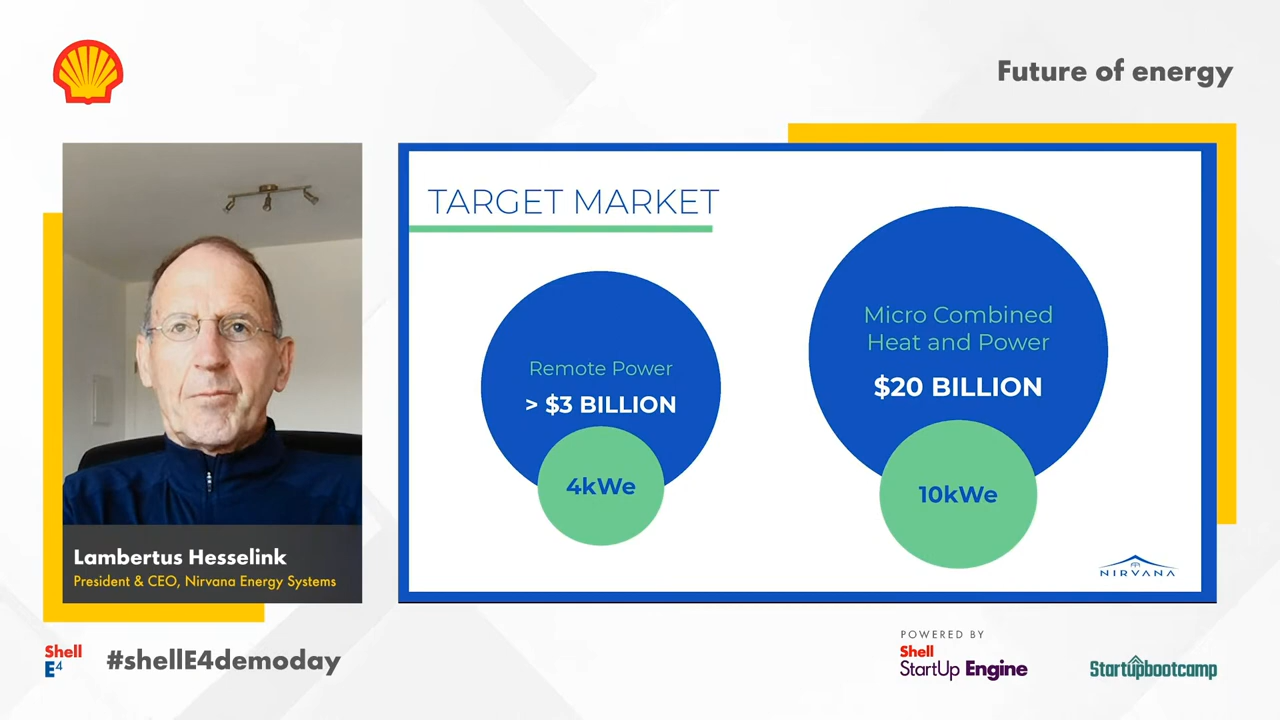 Future of energy
TARGET MARKET
Remote Power
> $3 BILLION
4kWe
Micro Combined
Heat and Power
$20 BILLION
10kWe
NIRVANA
Lambertus Hesselink
President & CEO, Nirvana Energy Systems
Shell
E4
#shellE4demoday
POWERED BY
Shell
StartUp Engine
Startupbootcamp